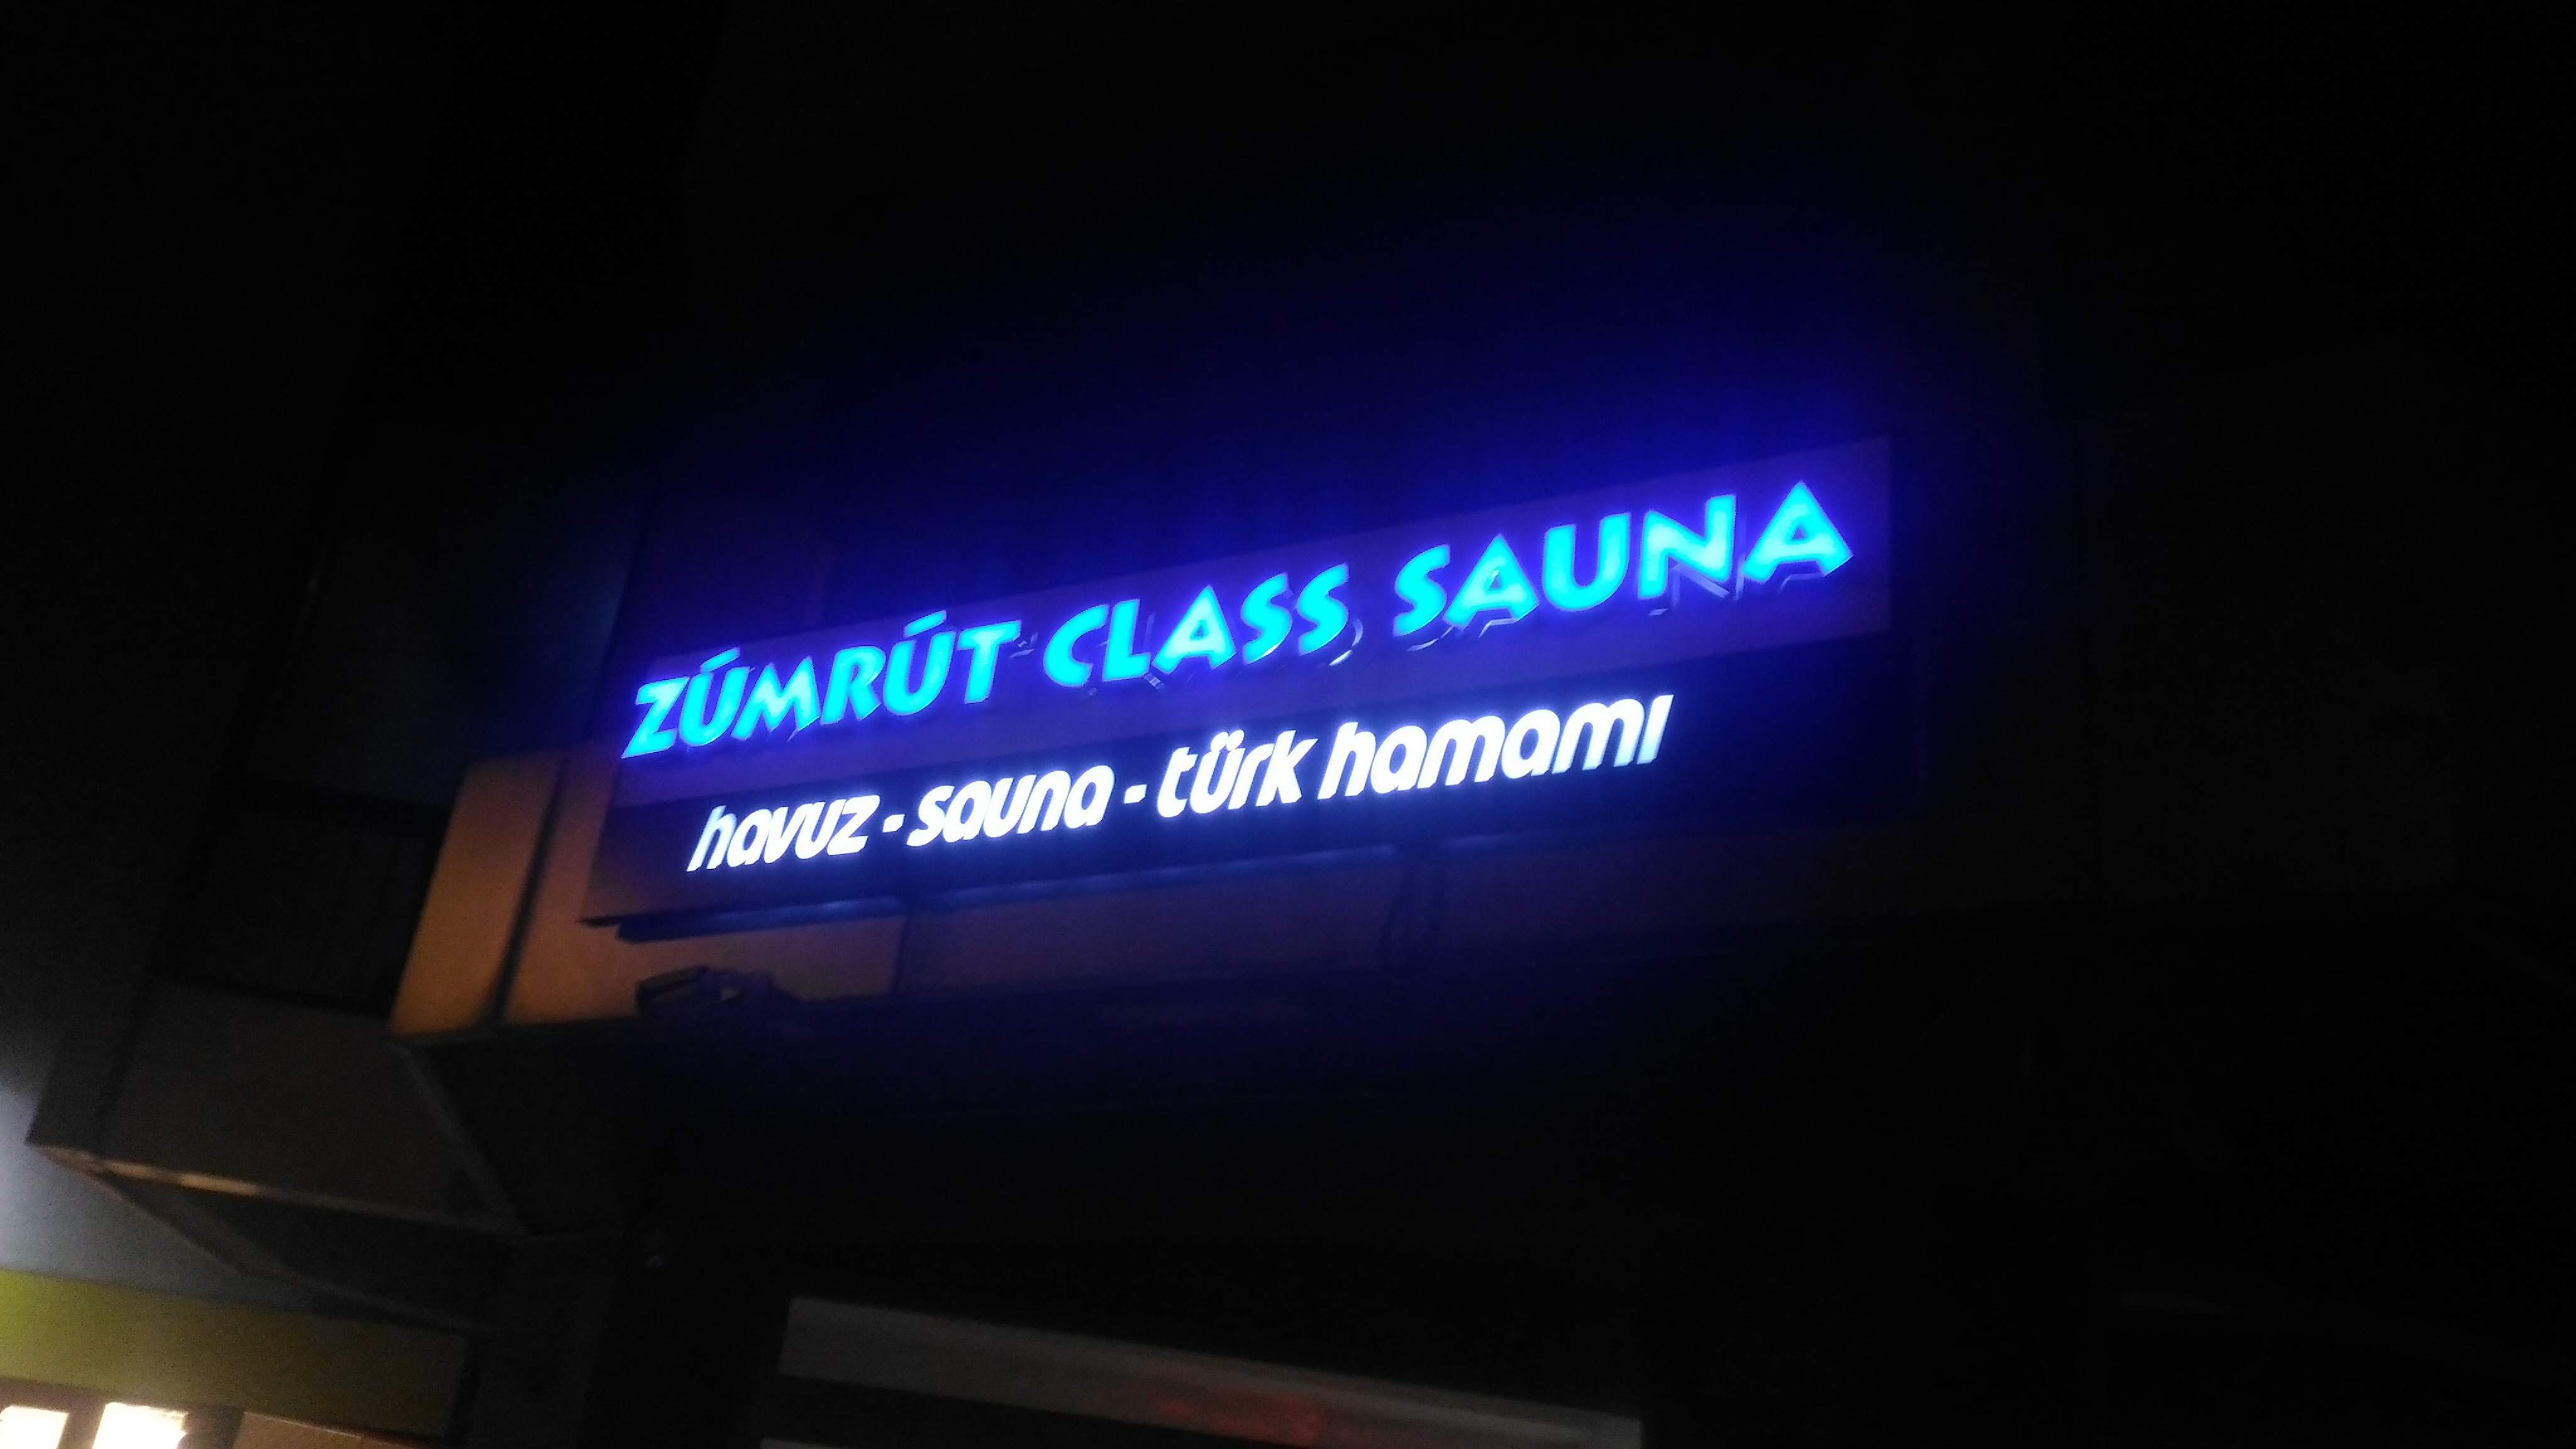 ZÚMRÚT CLASS SAUNA
havuz - sauna - türk hamamı